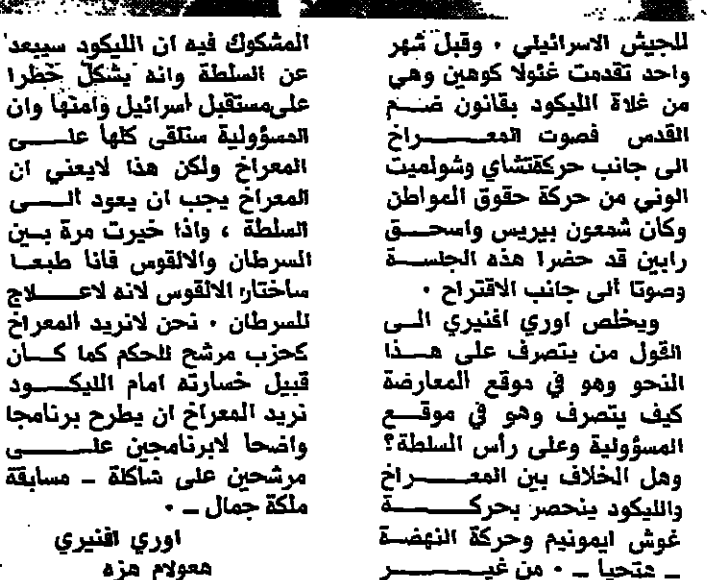 للجيش الاسرائيلي . وقبل شهر
واحد تقدمت غئولا كوهين وهي
من غلاة الليكود بقانون ضم
القدس فصوت المعراخ
الى جانب حركةتشاي وشولميت
الوني من حركة حقوق المواطن
وكان شمعون بيريس واسحق
رابين قد حضرا هذه الجلسة
وصوتا الى جانب الاقتراح .
ويخلص اوري افنيري الى
القول من يتصرف على هذا
النحو وهو في موقع المعارضة
كيف يتصرف وهو في موقع
المسؤولية وعلى رأس السلطة؟
وهل الخلاف بين المعراخ
والليكود ينحصر بحركة
غوش ايمونيم وحركة النهضة
ـ هتحيا ـ . من غير
المشكوك فيه ان الليكود سيبعد
عن السلطة وانه يشكل خطرا
على مستقبل اسرائيل وامنها وان
المسؤولية ستلقى كلها على
المعراخ ولكن هذا لايعني ان
المعراخ يجب ان يعود الى
السلطة ، واذا خيرت مرة بين
السرطان والالقوس فانا طبعا
ساختار الالقوس لانه لاعلاج
للسرطان . نحن لانريد المعراخ
كحزب مرشح للحكم كما كان
قبيل خسارته امام الليكود
نريد المعراخ ان يطرح برنامجا
واضحا لابرنامجين على
مرشحين على شاكلة ـ مسابقة
ملكة جمال ـ .
اوري افنيري
هعولام هزه